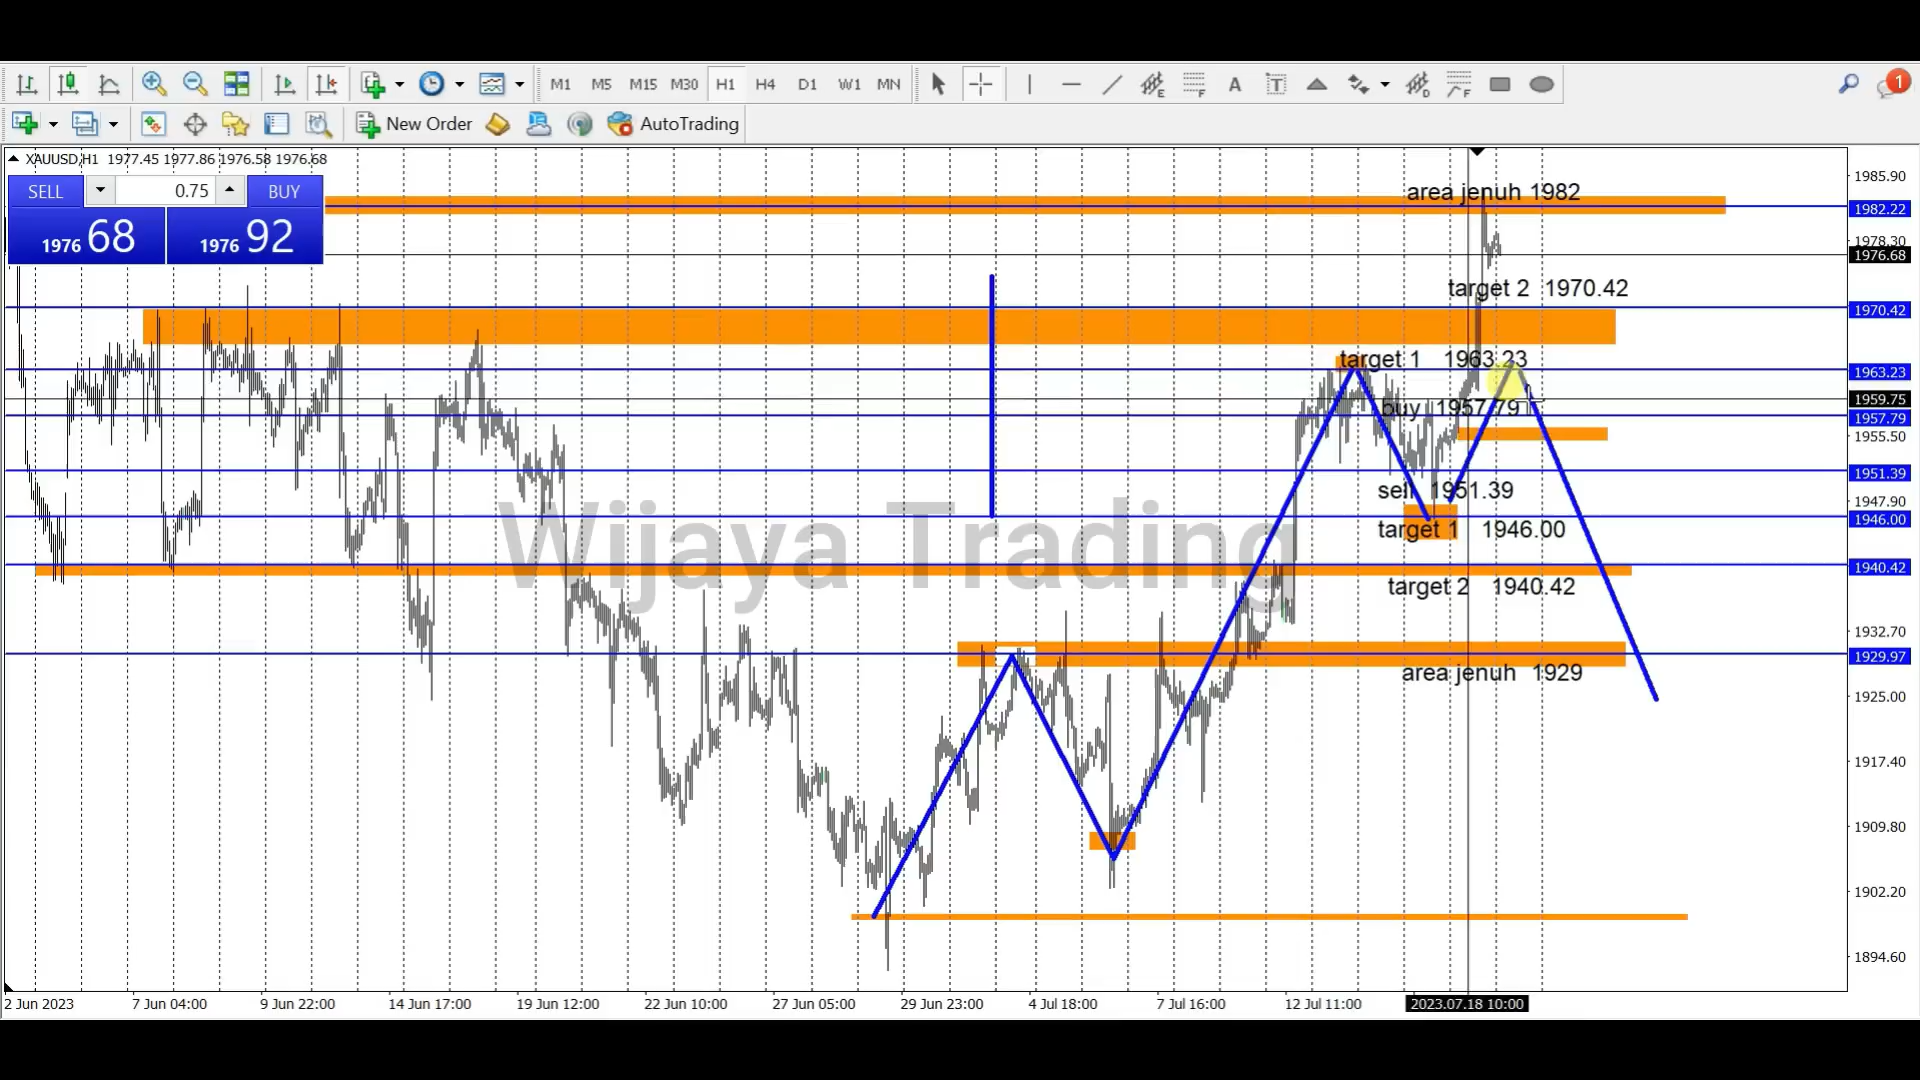 M1 M5 M15 M30 H1 H4 D1 W1 MN A T E F D F 1
New Order AutoTrading
XAUUSD,H1 1977.45 1977.86 1976.58 1976.68
SELL 0.75 BUY
1976 68 1976 92
area jenuh 1982
target 2 1970.42
target 1 1963.23
buy 1957.79
sell 1951.39
target 1 1946.00
target 2 1940.42
area jenuh 1929
Wijaya Trading
1985.90
1982.22
1978.30
1976.68
1970.42
1963.23
1959.75
1957.79
1955.50
1951.39
1947.90
1946.00
1940.42
1932.70
1929.97
1925.00
1917.40
1909.80
1902.20
1894.60
2 Jun 2023 7 Jun 04:00 9 Jun 22:00 14 Jun 17:00 19 Jun 12:00 22 Jun 10:00 27 Jun 05:00 29 Jun 23:00 4 Jul 18:00 7 Jul 16:00 12 Jul 11:00 2023.07.18 10:00